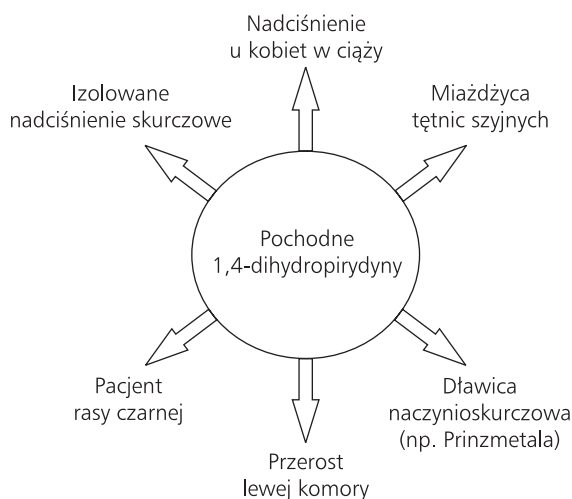 Nadciśnienie
u kobiet w ciąży
Izolowane
nadciśnienie skurczowe
Miażdżyca
tętnic szyjnych
Pochodne
1,4-dihydropirydyny
Pacjent
rasy czarnej
Dławica
naczynioskurczowa
(np. Prinzmetala)
Przerost
lewej komory